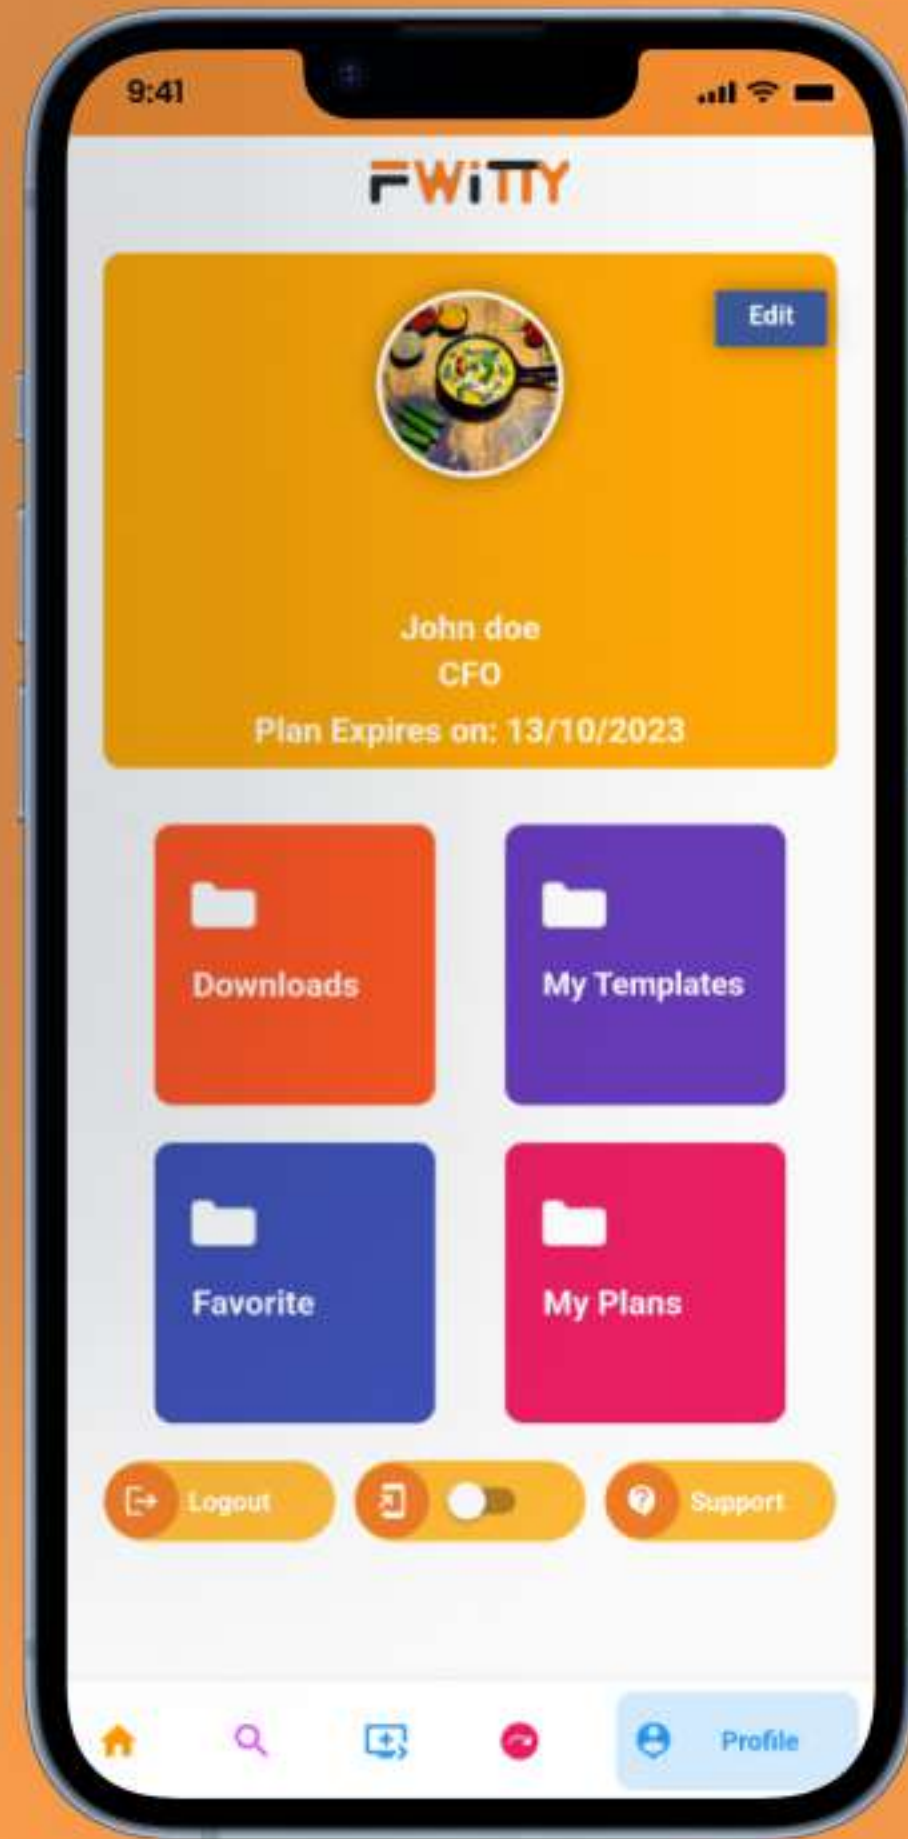 9:41
FWiTTY
Edit
John doe
CFO
Plan Expires on: 13/10/2023
Downloads
My Templates
Favorite
My Plans
Logout
Support
Profile